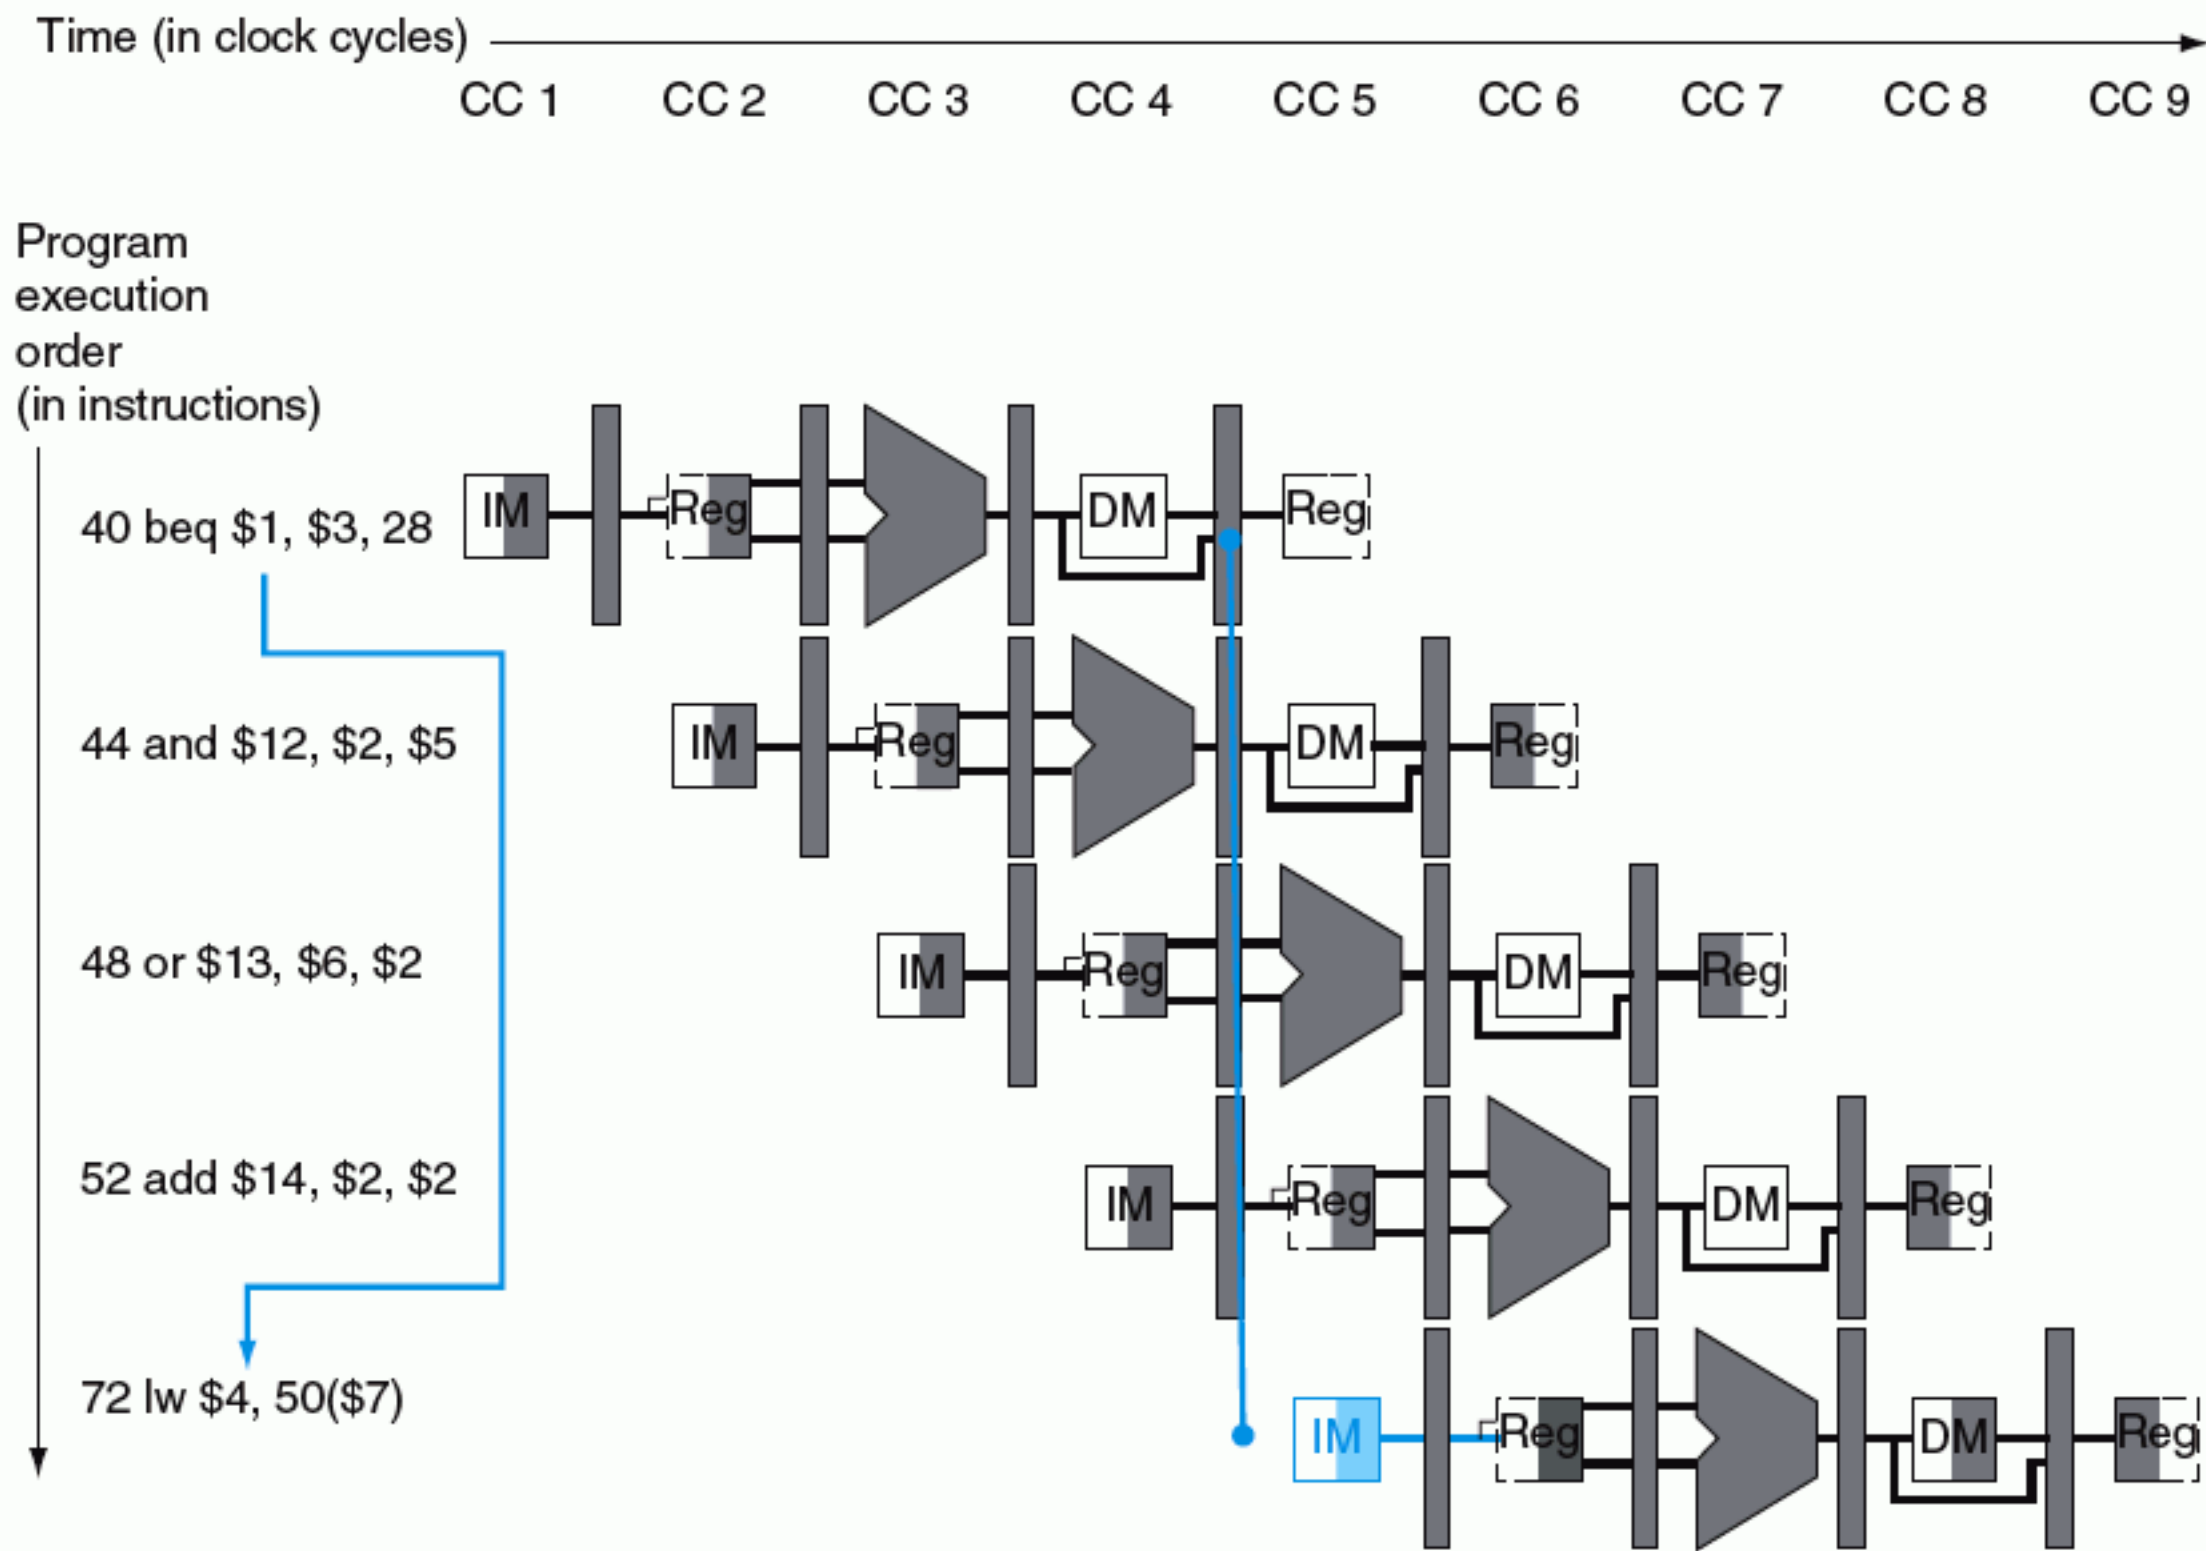 Time (in clock cycles)
CC 1 CC 2 CC 3 CC 4 CC 5 CC 6 CC 7 CC 8 CC 9
Program
execution
order
(in instructions)
40 beq $1, $3, 28 IM Reg DM Reg
44 and $12, $2, $5 IM Reg DM Reg
48 or $13, $6, $2 IM Reg DM Reg
52 add $14, $2, $2 IM Reg DM Reg
72 lw $4, 50($7) IM Reg DM Reg